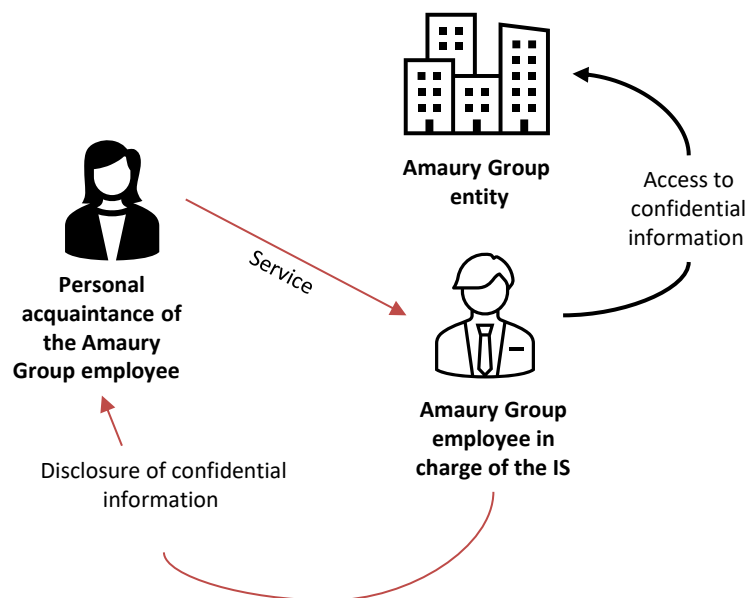 Amaury Group
entity
Access to
confidential
information
Service
Personal
acquaintance of
the Amaury
Group employee
Amaury Group
employee in
charge of the IS
Disclosure of confidential
information